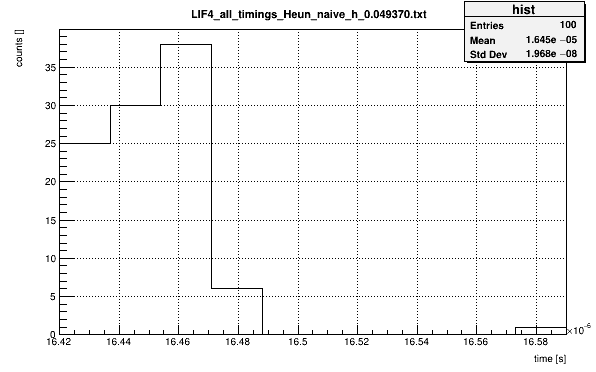 LIF4_all_timings_Heun_naive_h_0.049370.txt
hist
Entries 100
Mean 1.645e −05
Std Dev 1.968e −08
counts []
35
30
25
20
15
10
5
0
16.42 16.44 16.46 16.48 16.5 16.52 16.54 16.56 16.58
×10⁻⁶
time [s]